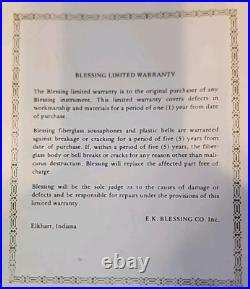 BLESSING LIMITED WARRANTY
The Blessing limited warranty is to the original purchaser of any
Blessing instrument. This limited warranty covers defects in
workmanship and materials for a period of one (1) year from date
of purchase.
Blessing fiberglass sousaphones and plastic bells are warranted
against breakage or cracking for a period of five (5) years from
date of purchase. If, within a period of five (5) years, the fiber-
glass body or bell breaks or cracks for any reason other than mali-
cious destruction. Blessing will replace the affected part free of
charge.
Blessing will be the sole judge as to the causes of damage or
defects and be responsible for repairs under the provisions of this
limited warranty.
E.K. BLESSING CO. Inc.
Elkhart, Indiana